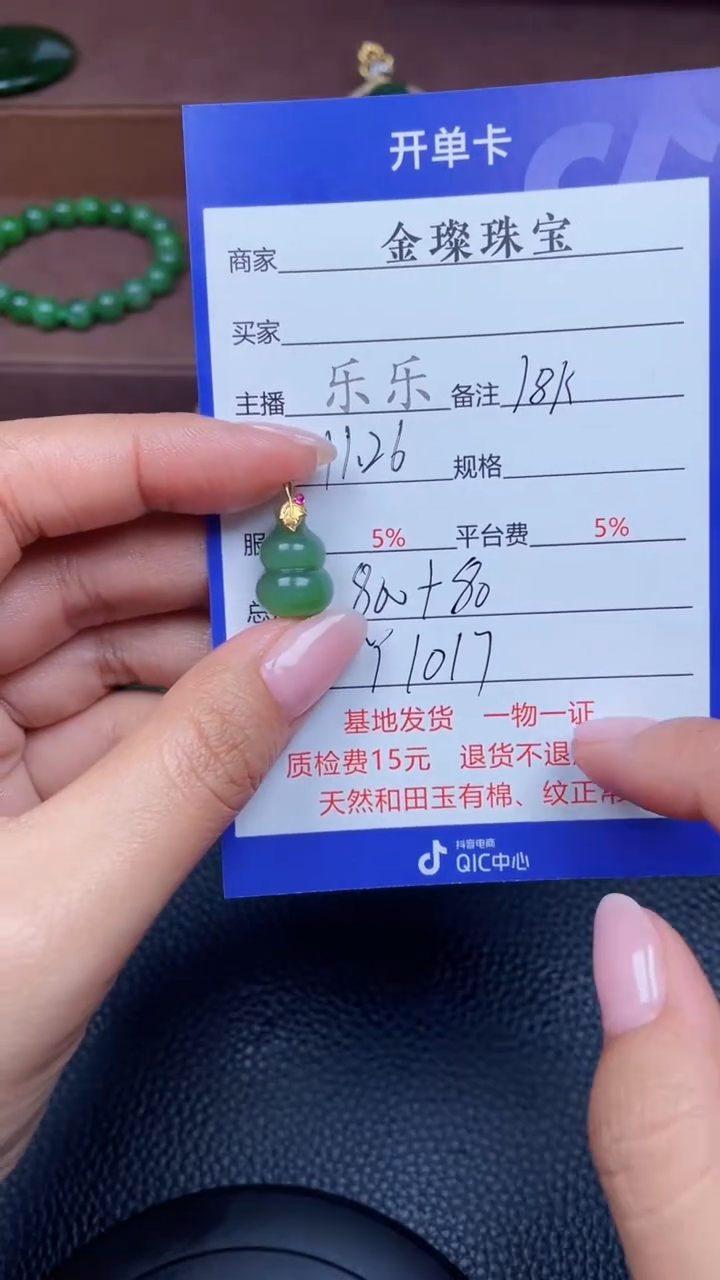 开单卡
商家 金璨珠宝
买家
主播 乐乐 备注 18K
11.26 规格
服 5% 平台费 5%
总 800+80
¥1017
基地发货 一物一证
质检费15元 退货不退
天然和田玉有棉、纹正常
抖音电商
QIC中心